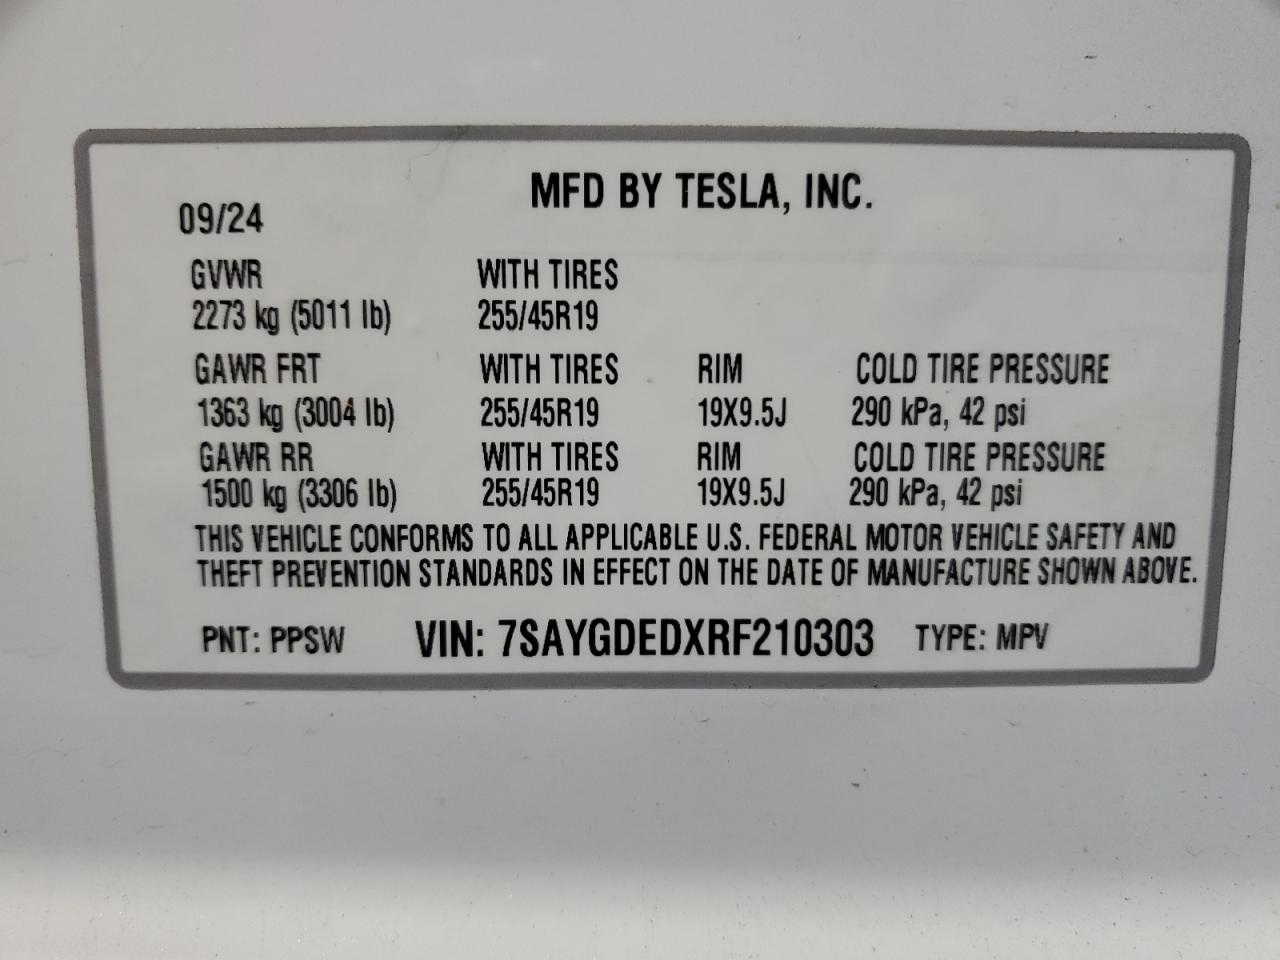 MFD BY TESLA, INC.
09/24
GVWR WITH TIRES
2273 kg (5011 lb) 255/45R19
GAWR FRT WITH TIRES RIM COLD TIRE PRESSURE
1363 kg (3004 lb) 255/45R19 19X9.5J 290 kPa, 42 psi
GAWR RR WITH TIRES RIM COLD TIRE PRESSURE
1500 kg (3306 lb) 255/45R19 19X9.5J 290 kPa, 42 psi
THIS VEHICLE CONFORMS TO ALL APPLICABLE U.S. FEDERAL MOTOR VEHICLE SAFETY AND
THEFT PREVENTION STANDARDS IN EFFECT ON THE DATE OF MANUFACTURE SHOWN ABOVE.
PNT: PPSW VIN: 7SAYGDEDXRF210303 TYPE: MPV